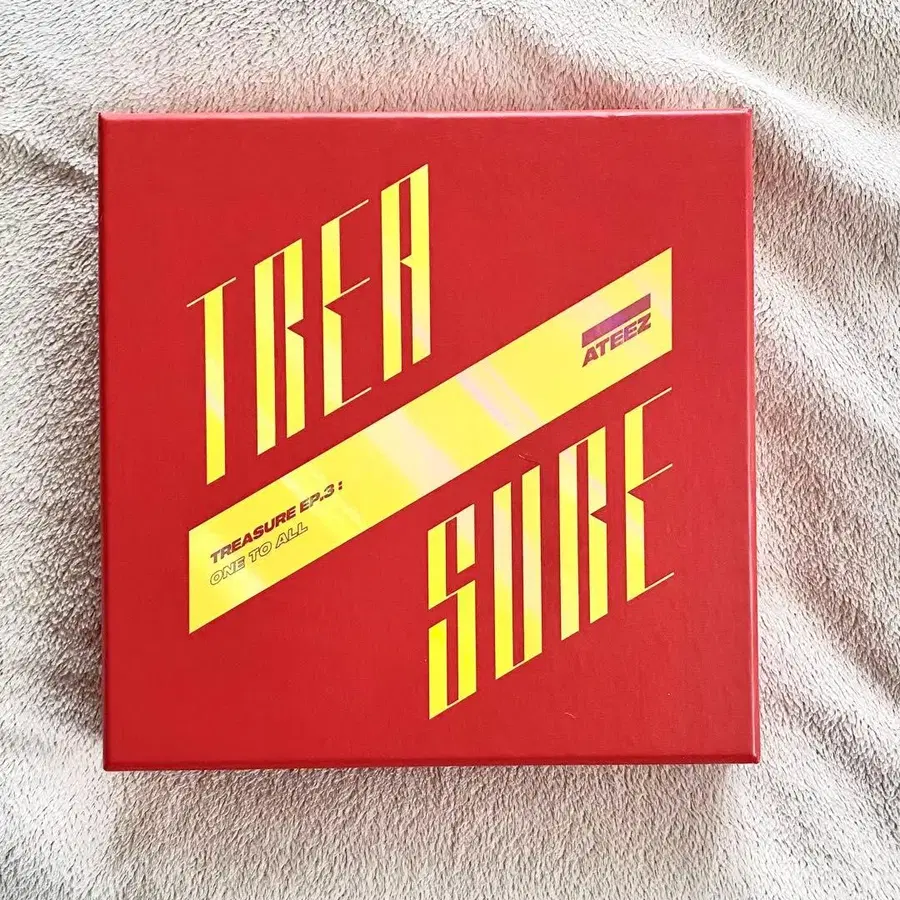 TREA
ATEEZ
TREASURE EP.3 :
ONE TO ALL
SURE